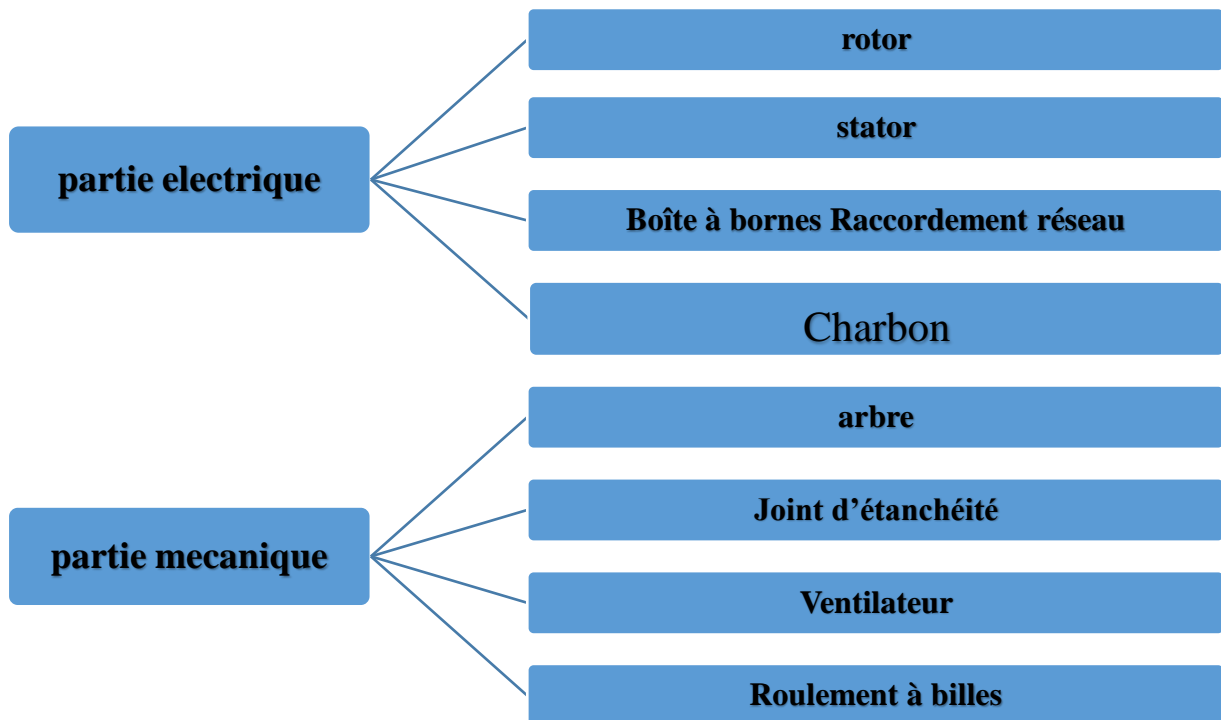 partie electrique
rotor
stator
Boîte à bornes Raccordement réseau
Charbon
partie mecanique
arbre
Joint d’étanchéité
Ventilateur
Roulement à billes